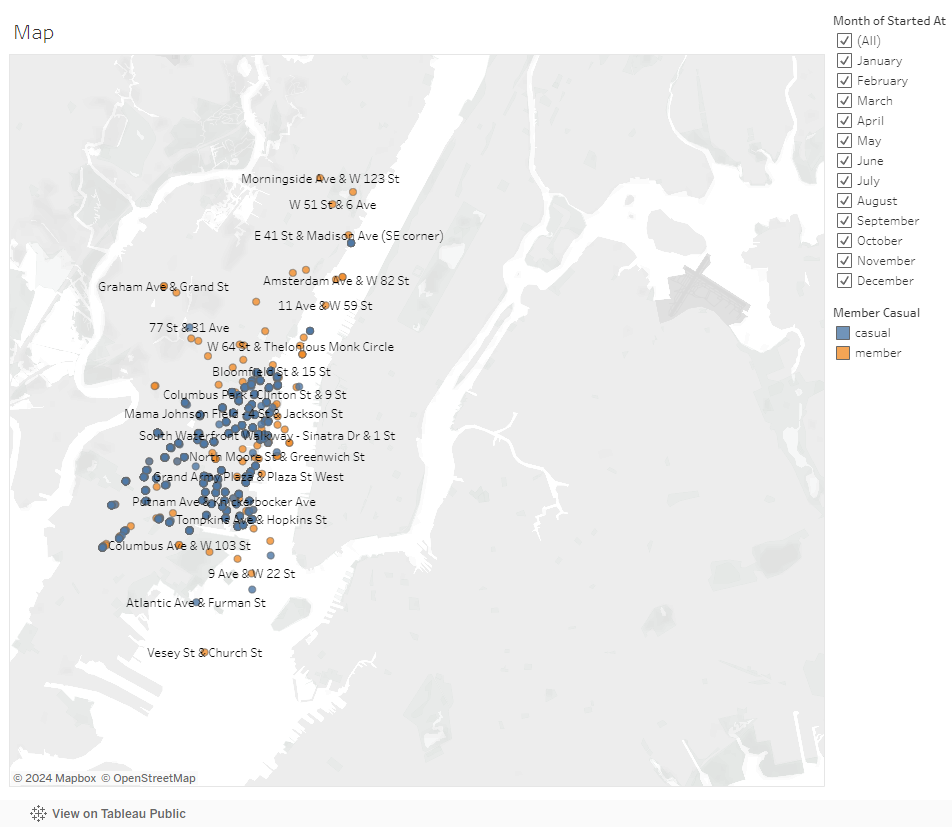 Map
Month of Started At
(All)
January
February
March
April
May
June
July
August
September
October
November
December
Member Casual
casual
member
Morningside Ave & W 123 St
W 51 St & 6 Ave
E 41 St & Madison Ave (SE corner)
Amsterdam Ave & W 82 St
Graham Ave & Grand St
11 Ave & W 59 St
77 St & 31 Ave
W 64 St & Thelonious Monk Circle
Bloomfield St & 15 St
Columbus Park - Clinton St & 9 St
Mama Johnson Field - 4 St & Jackson St
South Waterfront Walkway - Sinatra Dr & 1 St
North Moore St & Greenwich St
Grand Army Plaza & Plaza St West
Putnam Ave & Knickerbocker Ave
Tompkins Ave & Hopkins St
Columbus Ave & W 103 St
9 Ave & W 22 St
Atlantic Ave & Furman St
Vesey St & Church St
© 2024 Mapbox © OpenStreetMap
View on Tableau Public